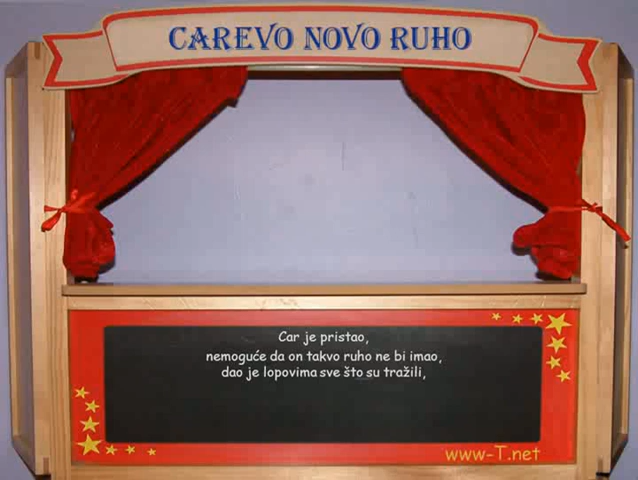 CAREVO NOVO RUHO
Car je pristao,
nemoguće da on takvo ruho ne bi imao,
dao je lopovima sve što su tražili,
www-T.net